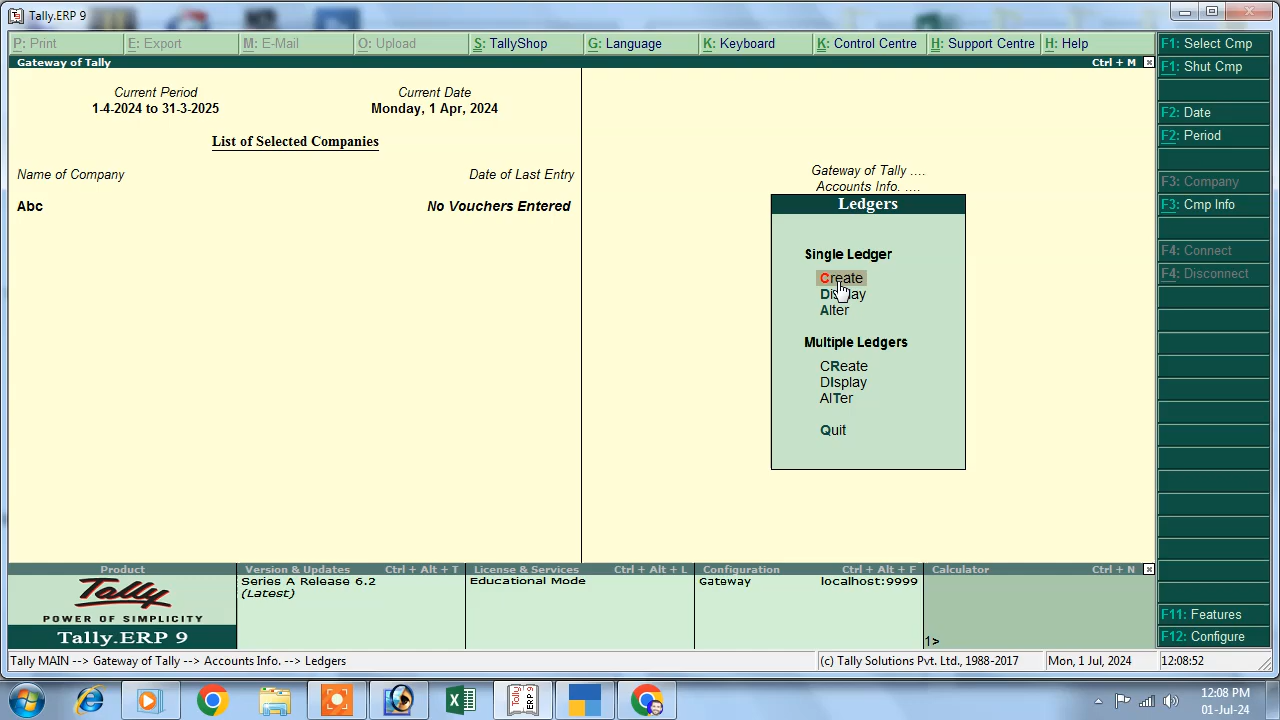 Tally.ERP 9
P: Print
E: Export
M: E-Mail
O: Upload
S: TallyShop
G: Language
K: Keyboard
K: Control Centre
H: Support Centre
H: Help
Gateway of Tally
Ctrl + M
Current Period
Current Date
1-4-2024 to 31-3-2025
Monday, 1 Apr, 2024
List of Selected Companies
Name of Company
Date of Last Entry
Abc
No Vouchers Entered
Gateway of Tally ....
Accounts Info. ....
Ledgers
Single Ledger
Create
Display
Alter
Multiple Ledgers
CReate
DIsplay
AlTer
Quit
F1: Select Cmp
F1: Shut Cmp
F2: Date
F2: Period
F3: Company
F3: Cmp Info
F4: Connect
F4: Disconnect
F11: Features
F12: Configure
Product
Tally
POWER OF SIMPLICITY
Tally.ERP 9
Version & Updates
Ctrl + Alt + T
Series A Release 6.2
(Latest)
License & Services
Ctrl + Alt + L
Educational Mode
Configuration
Ctrl + Alt + F
Gateway
localhost:9999
Calculator
Ctrl + N
1>
Tally MAIN --> Gateway of Tally --> Accounts Info. --> Ledgers
(c) Tally Solutions Pvt. Ltd., 1988-2017
Mon, 1 Jul, 2024
12:08:52
Tally
ERP 9
12:08 PM
01-Jul-24